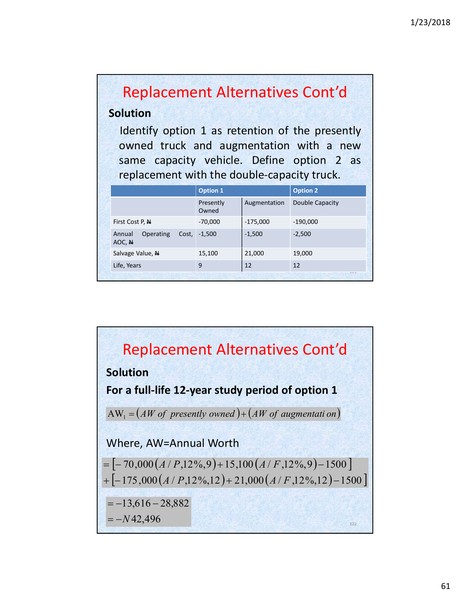 1/23/2018
Replacement Alternatives Cont'd
Solution
Identify option 1 as retention of the presently
owned truck and augmentation with a new
same capacity vehicle. Define option 2 as
replacement with the double-capacity truck.
Option 1 Option 2
Presently Owned Augmentation Double Capacity
First Cost P, ₦ -70,000 -175,000 -190,000
Annual Operating Cost, AOC, ₦ -1,500 -1,500 -2,500
Salvage Value, ₦ 15,100 21,000 19,000
Life, Years 9 12 12
Replacement Alternatives Cont'd
Solution
For a full-life 12-year study period of option 1
AW₁ = (AW of presently owned) + (AW of augmentati on)
Where, AW=Annual Worth
= [− 70,000(A / P,12%,9) + 15,100(A / F,12%,9) − 1500]
+ [− 175,000(A / P,12%,12) + 21,000(A / F,12%,12) − 1500]
= −13,616 − 28,882
= −N42,496
61